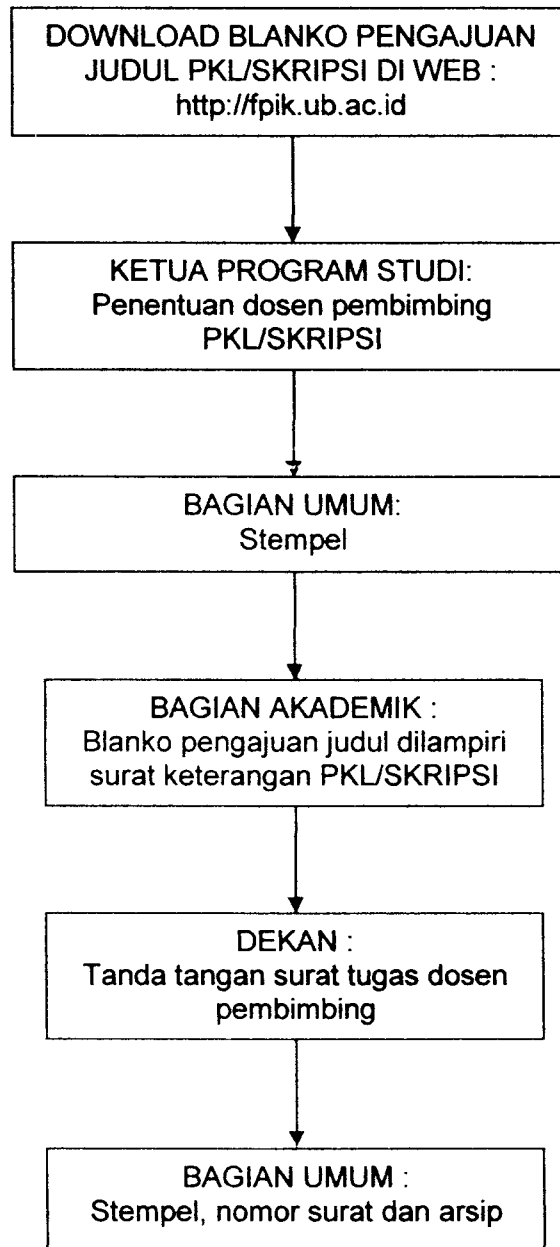 DOWNLOAD BLANKO PENGAJUAN
JUDUL PKL/SKRIPSI DI WEB :
http://fpik.ub.ac.id
KETUA PROGRAM STUDI:
Penentuan dosen pembimbing
PKL/SKRIPSI
BAGIAN UMUM:
Stempel
BAGIAN AKADEMIK :
Blanko pengajuan judul dilampiri
surat keterangan PKL/SKRIPSI
DEKAN :
Tanda tangan surat tugas dosen
pembimbing
BAGIAN UMUM :
Stempel, nomor surat dan arsip